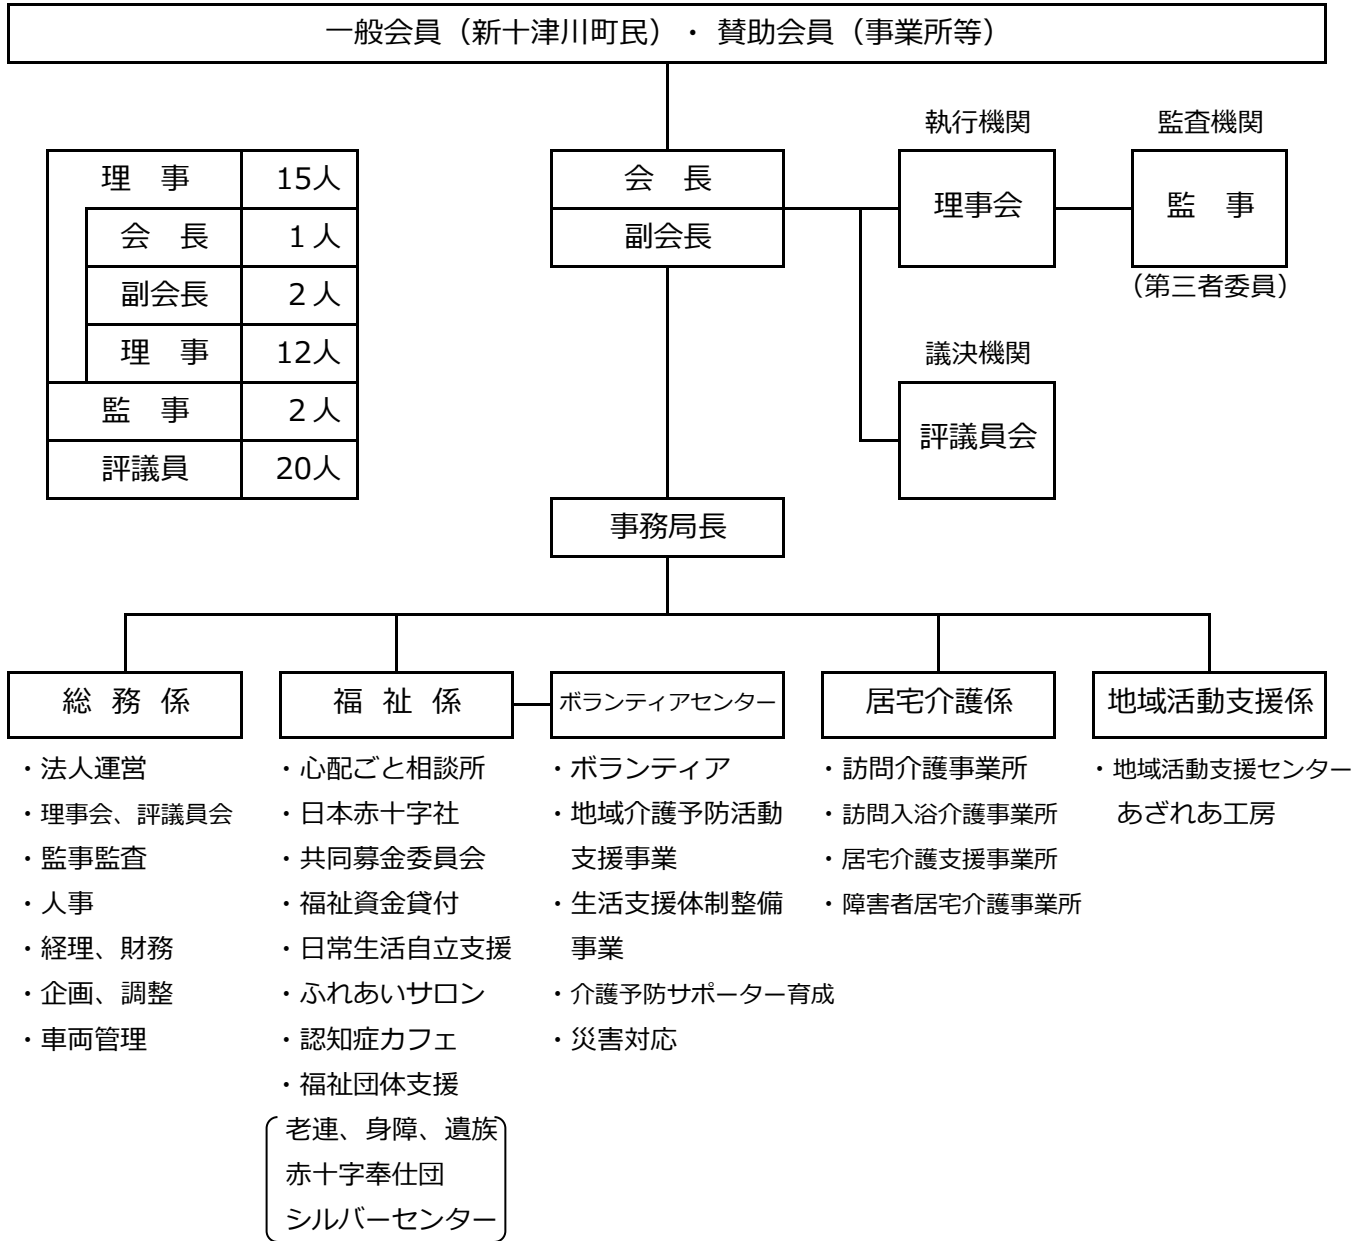 一般会員（新十津川町民）・ 賛助会員（事業所等）
執行機関
監査機関
理　事 15人
会　長 1人
副会長 2人
理　事 12人
監　事 2人
評議員 20人
会　長
副会長
理事会
監　事
（第三者委員）
議決機関
評議員会
事務局長
総 務 係
・法人運営
・理事会、評議員会
・監事監査
・人事
・経理、財務
・企画、調整
・車両管理
福 祉 係
・心配ごと相談所
・日本赤十字社
・共同募金委員会
・福祉資金貸付
・日常生活自立支援
・ふれあいサロン
・認知症カフェ
・福祉団体支援
老連、身障、遺族
赤十字奉仕団
シルバーセンター
ボランティアセンター
・ボランティア
・地域介護予防活動
支援事業
・生活支援体制整備
事業
・介護予防サポーター育成
・災害対応
居宅介護係
・訪問介護事業所
・訪問入浴介護事業所
・居宅介護支援事業所
・障害者居宅介護事業所
地域活動支援係
・地域活動支援センター
あざれあ工房